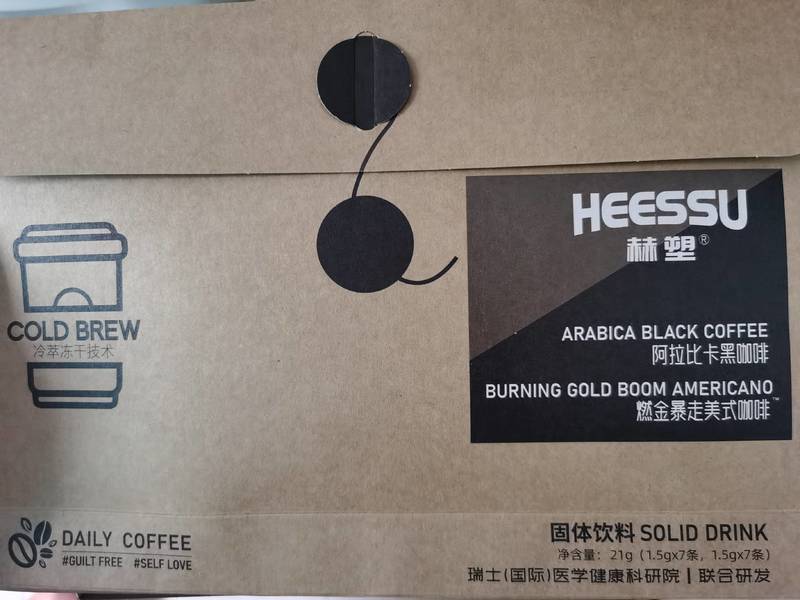 HEESSU
赫塑®
ARABICA BLACK COFFEE
阿拉比卡黑咖啡
BURNING GOLD BOOM AMERICANO
燃金暴走美式咖啡™
COLD BREW
冷萃冻干技术
DAILY COFFEE
#GUILT FREE #SELF LOVE
固体饮料 SOLID DRINK
净含量：21g（1.5gx7条，1.5gx7条）
瑞士(国际)医学健康科研院|联合研发